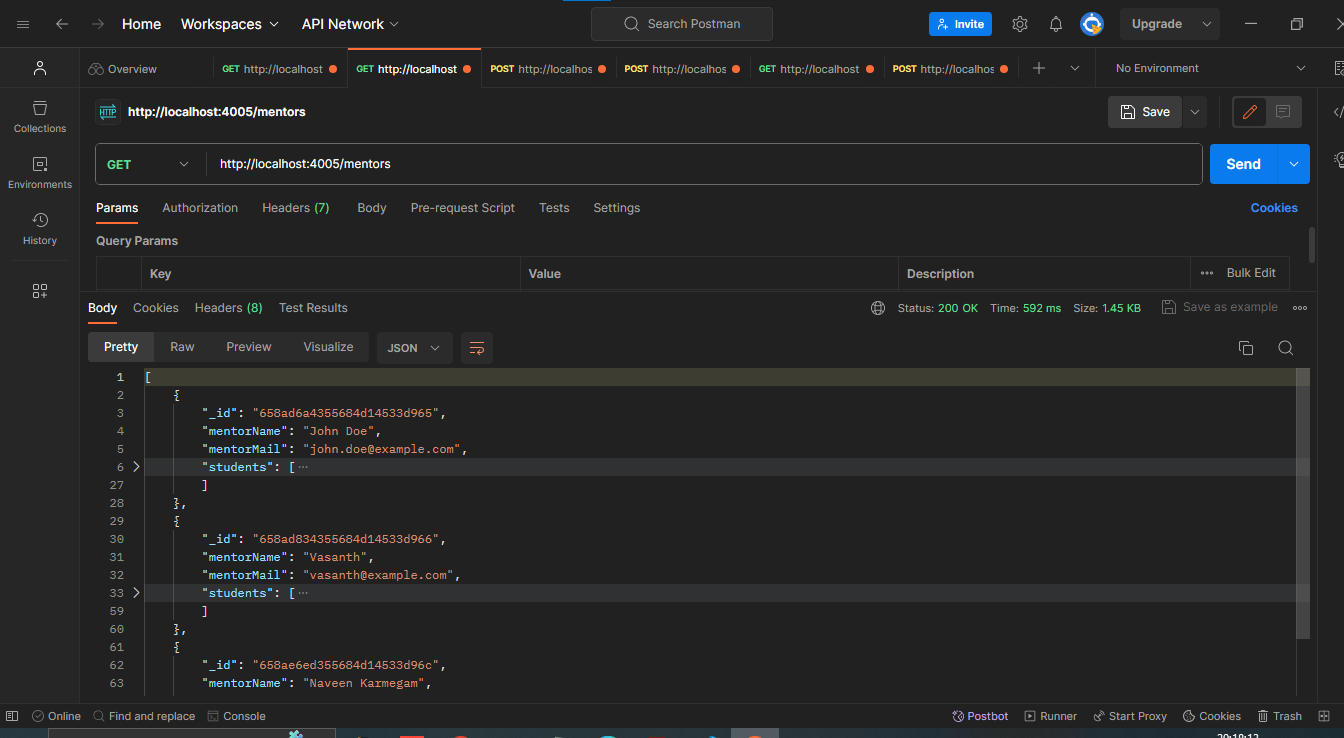 Home Workspaces API Network Search Postman Invite Upgrade
Overview GET http://localhost GET http://localhost POST http://localhos POST http://localhos GET http://localhost POST http://localhos No Environment
HTTP http://localhost:4005/mentors Save
Collections
GET http://localhost:4005/mentors Send
Environments
Params Authorization Headers (7) Body Pre-request Script Tests Settings Cookies
History
Query Params
Key Value Description Bulk Edit
Body Cookies Headers (8) Test Results Status: 200 OK Time: 592 ms Size: 1.45 KB Save as example
Pretty Raw Preview Visualize JSON
1 [
2 {
3 "_id": "658ad6a4355684d14533d965",
4 "mentorName": "John Doe",
5 "mentorMail": "john.doe@example.com",
6 "students": [ ···
27 ]
28 },
29 {
30 "_id": "658ad834355684d14533d966",
31 "mentorName": "Vasanth",
32 "mentorMail": "vasanth@example.com",
33 "students": [ ···
59 ]
60 },
61 {
62 "_id": "658ae6ed355684d14533d96c",
63 "mentorName": "Naveen Karmegam",
Online Find and replace Console Postbot Runner Start Proxy Cookies Trash